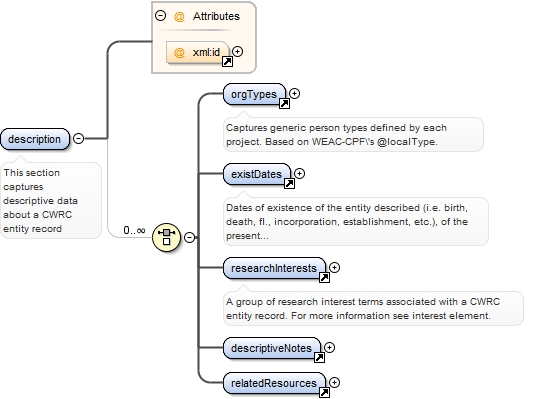 Attributes
@ xml:id
orgTypes
Captures generic person types defined by each
project. Based on WEAC-CPF\'s @localType.
description
This section
captures
descriptive data
about a CWRC
entity record
existDates
Dates of existence of the entity described (i.e. birth,
death, fl., incorporation, establishment, etc.), of the
present...
0..∞
researchInterests
A group of research interest terms associated with a CWRC
entity record. For more information see interest element.
descriptiveNotes
relatedResources